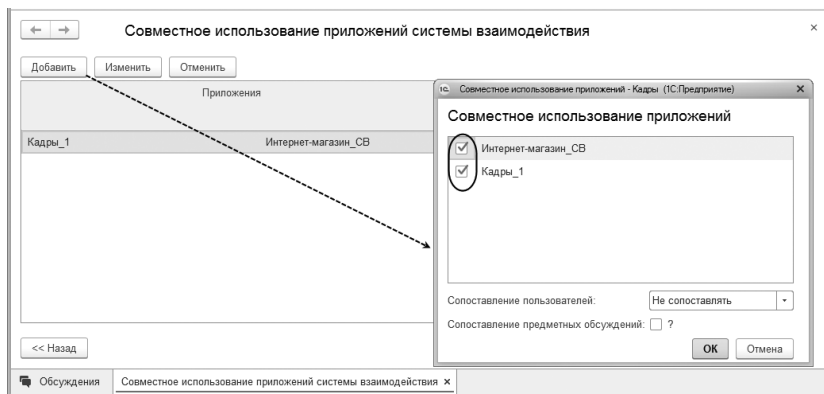 Совместное использование приложений системы взаимодействия
Добавить
Изменить
Отменить
Приложения
Кадры_1
Интернет-магазин_СВ
<< Назад
Обсуждения
Совместное использование приложений системы взаимодействия ×
1С
Совместное использование приложений - Кадры (1С:Предприятие)
Совместное использование приложений
Интернет-магазин_СВ
Кадры_1
Сопоставление пользователей:
Не сопоставлять
Сопоставление предметных обсуждений: ?
ОК
Отмена